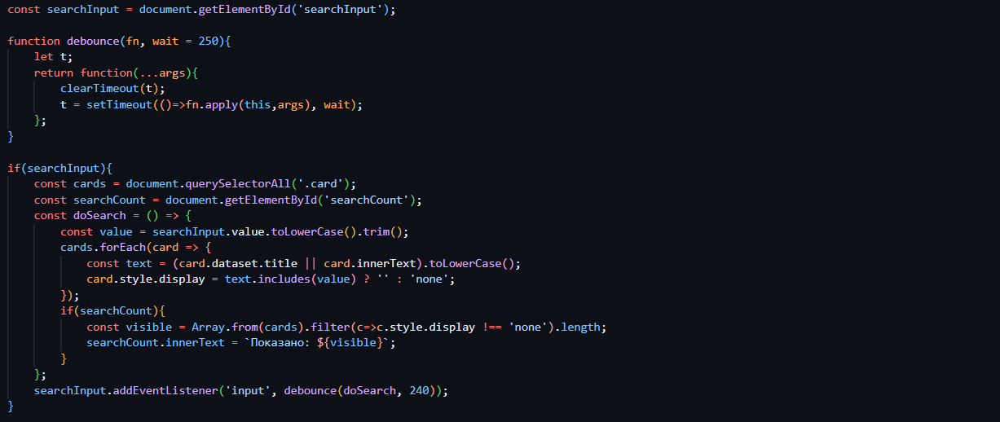 const searchInput = document.getElementById('searchInput');

function debounce(fn, wait = 250){
    let t;
    return function(...args){
        clearTimeout(t);
        t = setTimeout(()=>fn.apply(this,args), wait);
    };
}

if(searchInput){
    const cards = document.querySelectorAll('.card');
    const searchCount = document.getElementById('searchCount');
    const doSearch = () => {
        const value = searchInput.value.toLowerCase().trim();
        cards.forEach(card => {
            const text = (card.dataset.title || card.innerText).toLowerCase();
            card.style.display = text.includes(value) ? '' : 'none';
        });
        if(searchCount){
            const visible = Array.from(cards).filter(c=>c.style.display !== 'none').length;
            searchCount.innerText = `Показано: ${visible}`;
        }
    };
    searchInput.addEventListener('input', debounce(doSearch, 240));
}